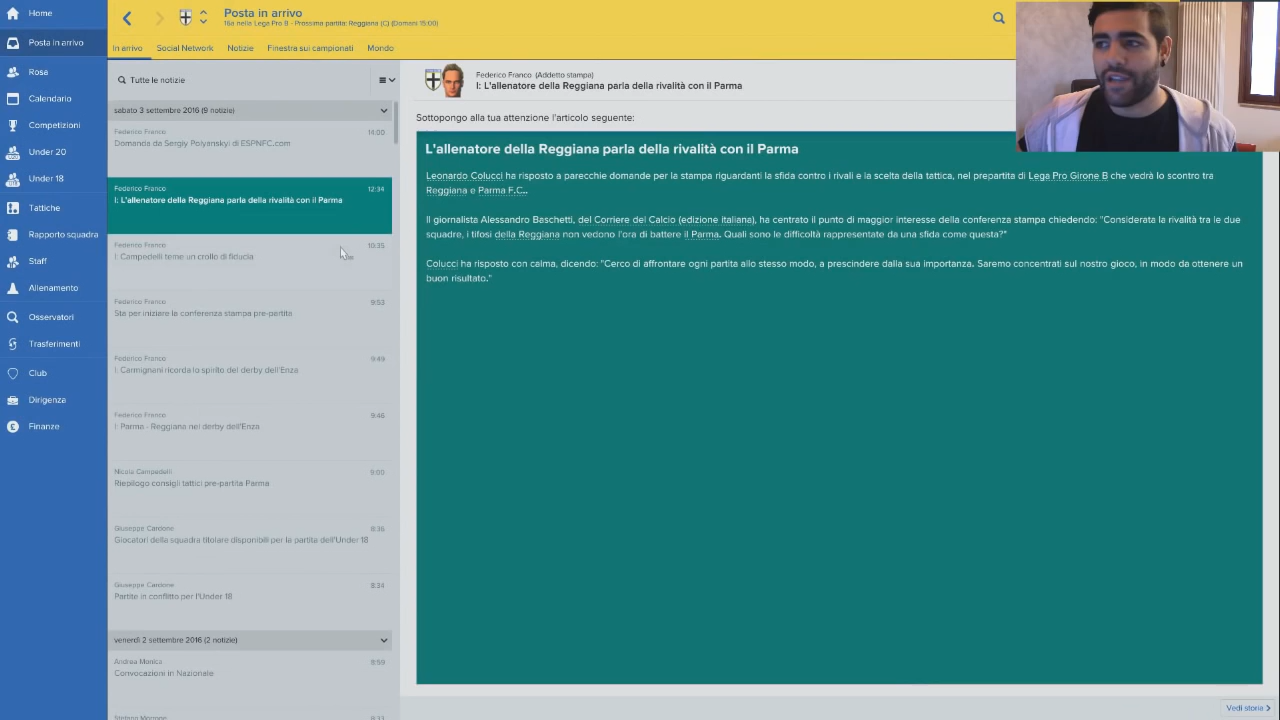 Home
Posta in arrivo
Rosa
Calendario
Competizioni
Under 20
Under 18
Tattiche
Rapporto squadra
Staff
Allenamento
Osservatori
Trasferimenti
Club
Dirigenza
Finanze
Posta in arrivo
16a nella Lega Pro B - Prossima partita: Reggiana (C) (Domani 15:00)
In arrivo Social Network Notizie Finestra sui campionati Mondo
Tutte le notizie
sabato 3 settembre 2016 (9 notizie)
Federico Franco 14:00
Domanda da Sergiy Polyanskyi di ESPNFC.com
Federico Franco 12:34
I: L'allenatore della Reggiana parla della rivalità con il Parma
Federico Franco 10:35
I: Campedelli teme un crollo di fiducia
Federico Franco 9:53
Sta per iniziare la conferenza stampa pre-partita
Federico Franco 9:49
I: Carmignani ricorda lo spirito del derby dell'Enza
Federico Franco 9:46
I: Parma - Reggiana nel derby dell'Enza
Nicola Campedelli 9:00
Riepilogo consigli tattici pre-partita Parma
Giuseppe Cardone 8:35
Giocatori della squadra titolare disponibili per la partita dell'Under 18
Giuseppe Cardone 8:34
Partite in conflitto per l'Under 18
venerdì 2 settembre 2016 (2 notizie)
Andrea Monica 9:59
Convocazioni in Nazionale
Federico Franco (Addetto stampa)
I: L'allenatore della Reggiana parla della rivalità con il Parma
Sottopongo alla tua attenzione l'articolo seguente:
L'allenatore della Reggiana parla della rivalità con il Parma
Leonardo Colucci ha risposto a parecchie domande per la stampa riguardanti la sfida contro i rivali e la scelta della tattica, nel prepartita di Lega Pro Girone B che vedrà lo scontro tra
Reggiana e Parma F.C..
Il giornalista Alessandro Baschetti, del Corriere del Calcio (edizione italiana), ha centrato il punto di maggior interesse della conferenza stampa chiedendo: "Considerata la rivalità tra le due
squadre, i tifosi della Reggiana non vedono l'ora di battere il Parma. Quali sono le difficoltà rappresentate da una sfida come questa?"
Colucci ha risposto con calma, dicendo: "Cerco di affrontare ogni partita allo stesso modo, a prescindere dalla sua importanza. Saremo concentrati sul nostro gioco, in modo da ottenere un
buon risultato."
Vedi storia